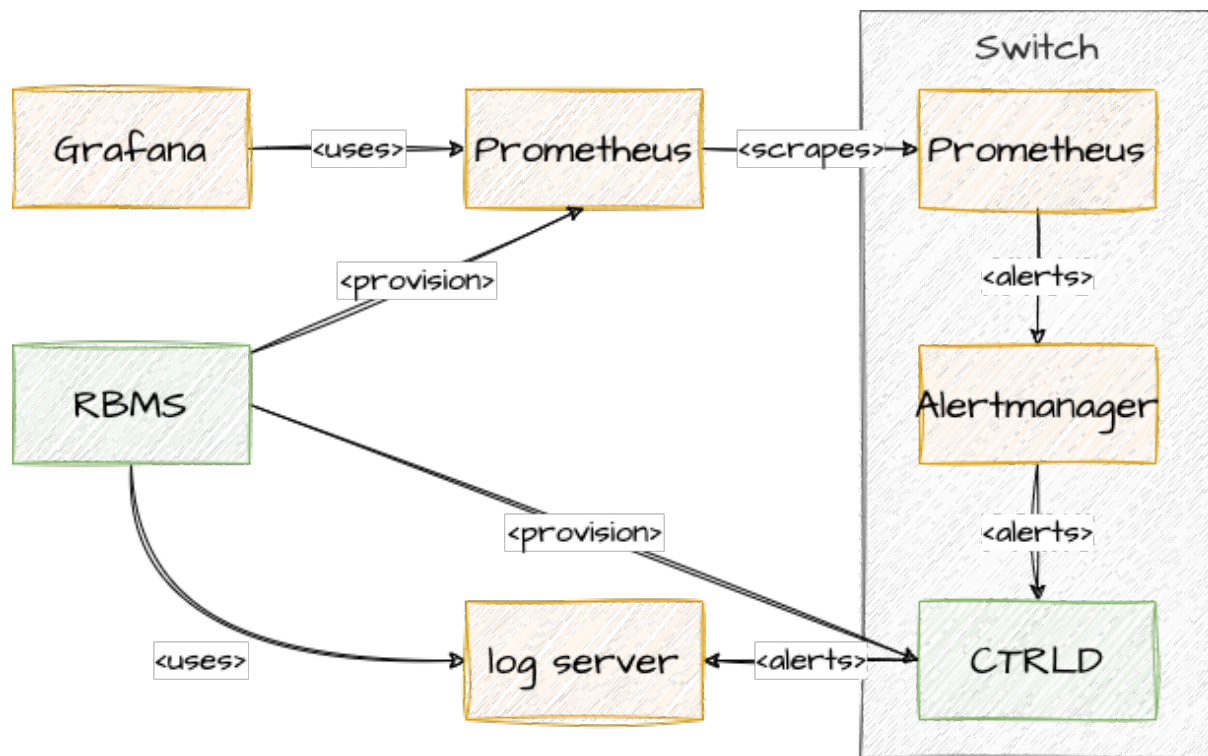 Switch
Grafana
<uses>
Prometheus
<scrapes>
Prometheus
<provision>
<alerts>
RBMS
Alertmanager
<provision>
<alerts>
<uses>
log server
<alerts>
CTRLD